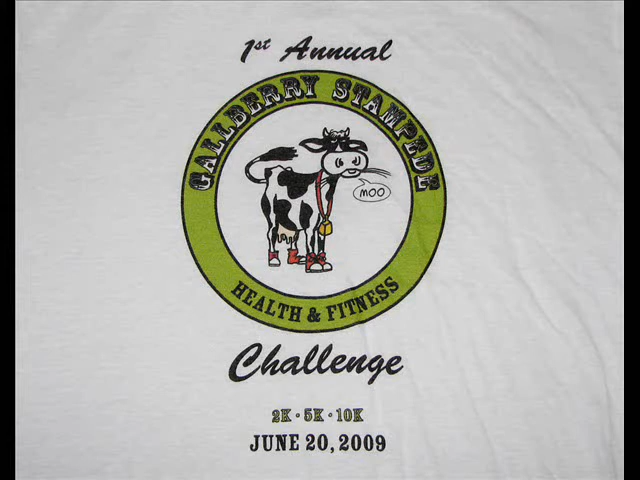 1st Annual
GALLBERRY STAMPEDE
MOO
HEALTH & FITNESS
Challenge
2K • 5K • 10K
JUNE 20, 2009